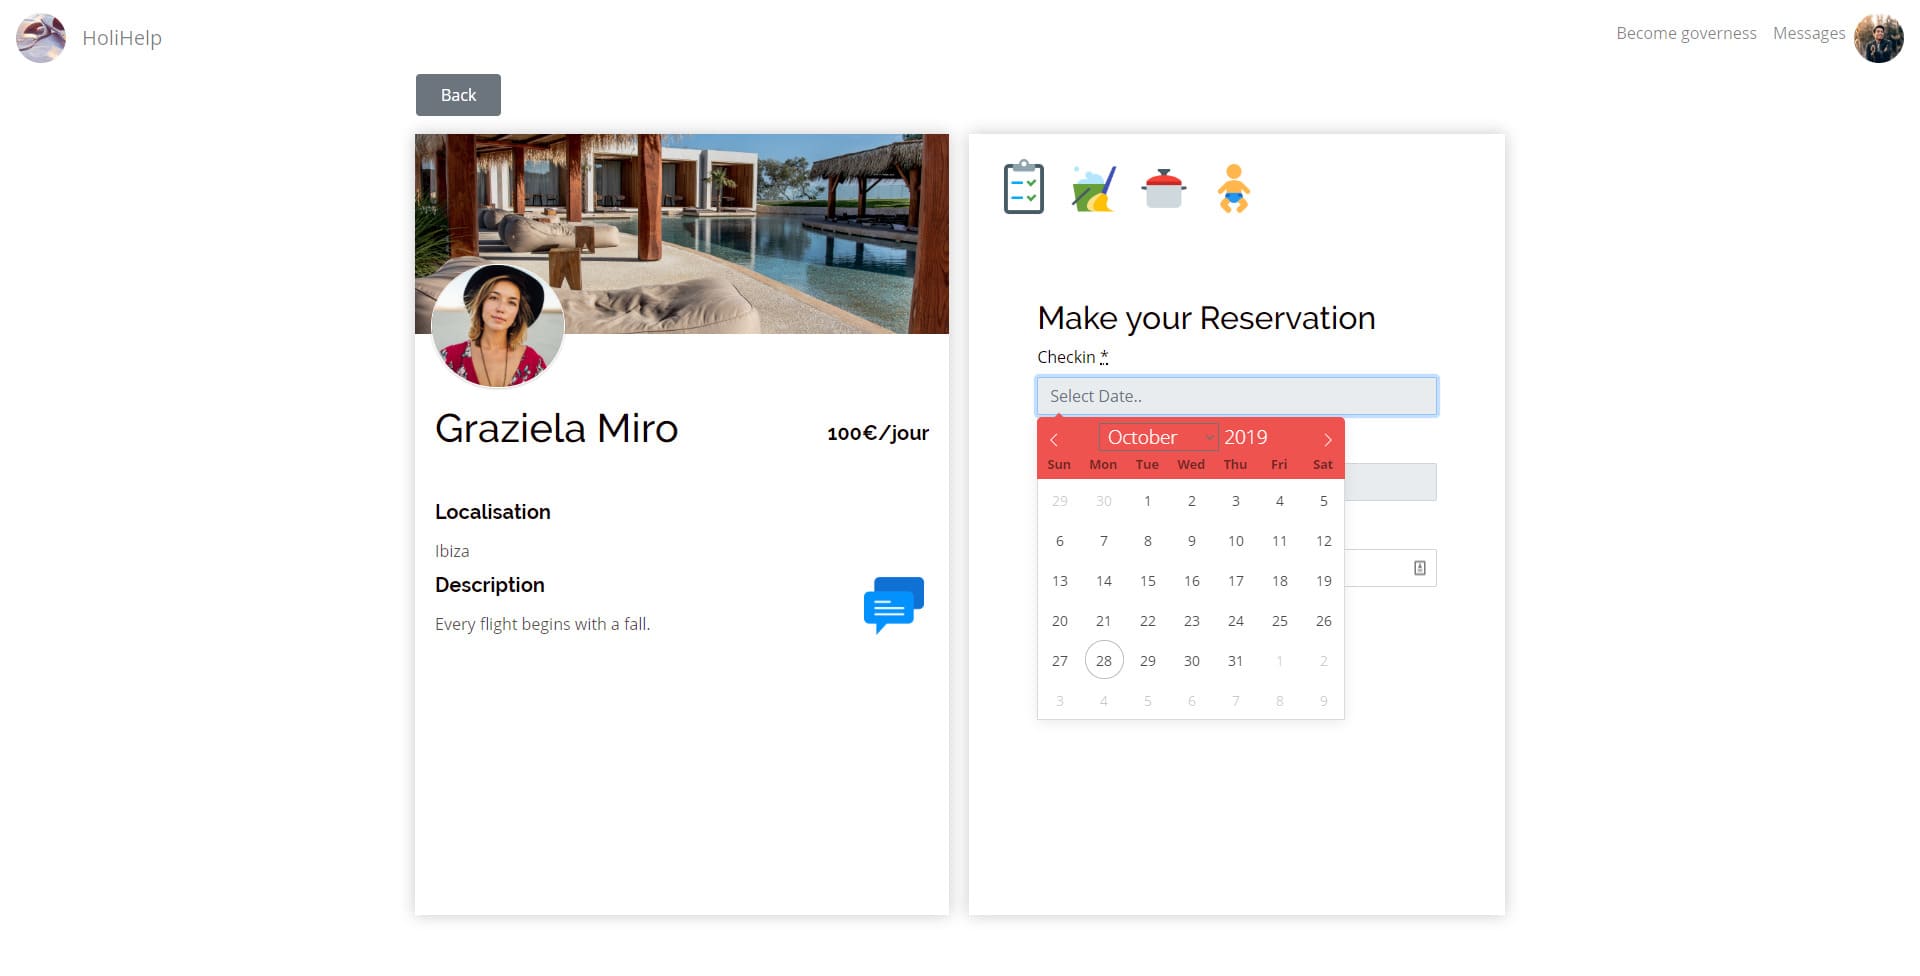 HoliHelp
Become governess Messages
Back
Graziela Miro
100€/jour
Localisation
Ibiza
Description
Every flight begins with a fall.
Make your Reservation
Checkin *
Select Date..
October 2019
Sun Mon Tue Wed Thu Fri Sat
29 30 1 2 3 4 5
6 7 8 9 10 11 12
13 14 15 16 17 18 19
20 21 22 23 24 25 26
27 28 29 30 31 1 2
3 4 5 6 7 8 9